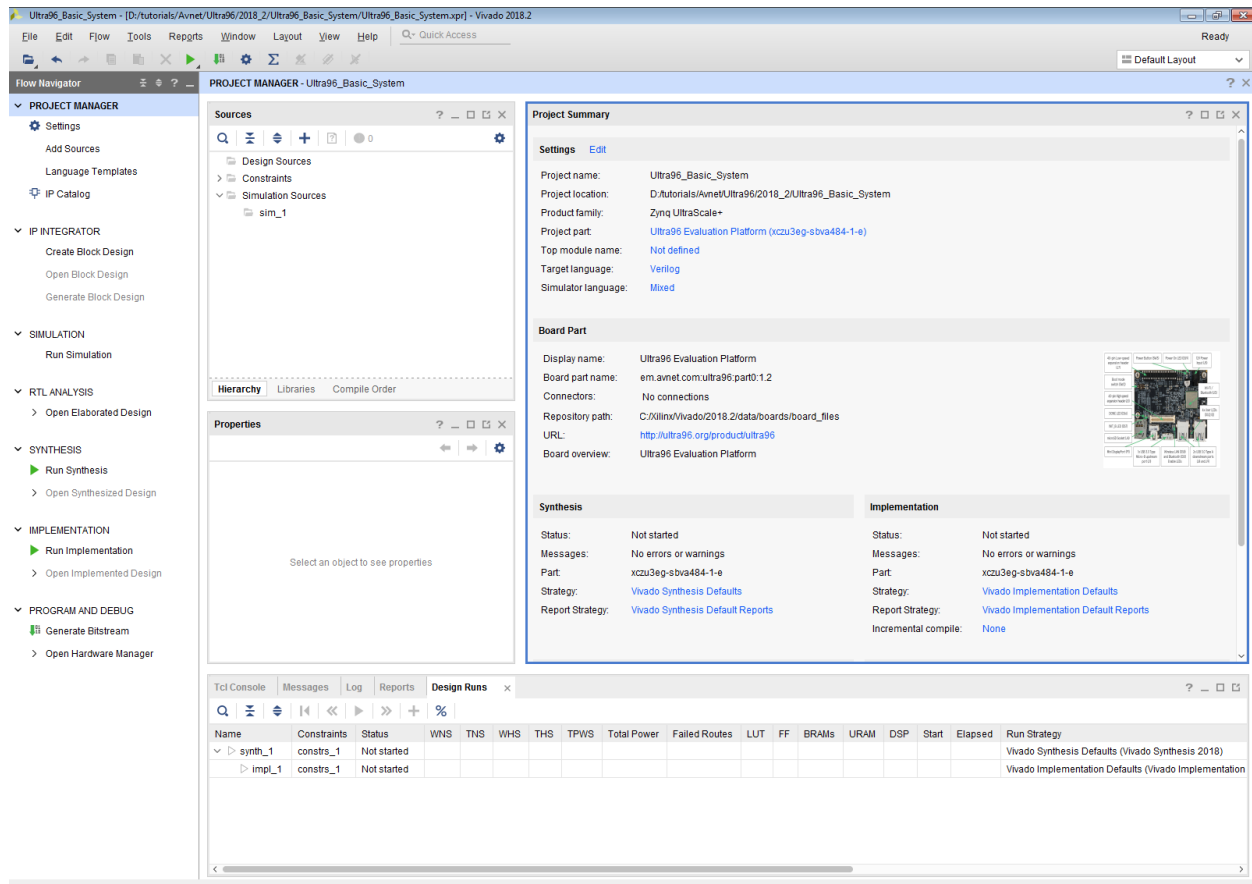 Ultra96_Basic_System - [D:/tutorials/Avnet/Ultra96/2018_2/Ultra96_Basic_System/Ultra96_Basic_System.xpr] - Vivado 2018.2
File Edit Flow Tools Reports Window Layout View Help Quick Access Ready
Default Layout
Flow Navigator
PROJECT MANAGER - Ultra96_Basic_System
PROJECT MANAGER
Settings
Add Sources
Language Templates
IP Catalog
IP INTEGRATOR
Create Block Design
Open Block Design
Generate Block Design
SIMULATION
Run Simulation
RTL ANALYSIS
Open Elaborated Design
SYNTHESIS
Run Synthesis
Open Synthesized Design
IMPLEMENTATION
Run Implementation
Open Implemented Design
PROGRAM AND DEBUG
Generate Bitstream
Open Hardware Manager
Sources
0
Design Sources
Constraints
Simulation Sources
sim_1
Hierarchy Libraries Compile Order
Properties
Select an object to see properties
Project Summary
Settings Edit
Project name: Ultra96_Basic_System
Project location: D:/tutorials/Avnet/Ultra96/2018_2/Ultra96_Basic_System
Product family: Zynq UltraScale+
Project part: Ultra96 Evaluation Platform (xczu3eg-sbva484-1-e)
Top module name: Not defined
Target language: Verilog
Simulator language: Mixed
Board Part
Display name: Ultra96 Evaluation Platform
Board part name: em.avnet.com:ultra96:part0:1.2
Connectors: No connections
Repository path: C:/Xilinx/Vivado/2018.2/data/boards/board_files
URL: http://ultra96.org/product/ultra96
Board overview: Ultra96 Evaluation Platform
Synthesis
Status: Not started
Messages: No errors or warnings
Part: xczu3eg-sbva484-1-e
Strategy: Vivado Synthesis Defaults
Report Strategy: Vivado Synthesis Default Reports
Implementation
Status: Not started
Messages: No errors or warnings
Part: xczu3eg-sbva484-1-e
Strategy: Vivado Implementation Defaults
Report Strategy: Vivado Implementation Default Reports
Incremental compile: None
Tcl Console Messages Log Reports Design Runs
Name Constraints Status WNS TNS WHS THS TPWS Total Power Failed Routes LUT FF BRAMs URAM DSP Start Elapsed Run Strategy
synth_1 constrs_1 Not started Vivado Synthesis Defaults (Vivado Synthesis 2018)
impl_1 constrs_1 Not started Vivado Implementation Defaults (Vivado Implementation